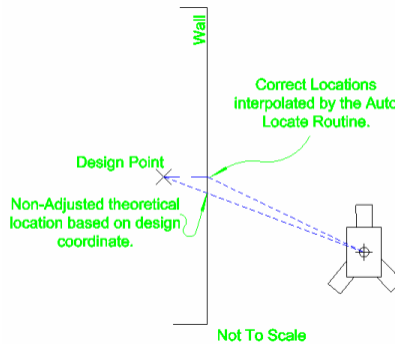 Wall
Correct Locations
interpolated by the Auto
Locate Routine.
Design Point
Non-Adjusted theoretical
location based on design
coordinate.
Not To Scale